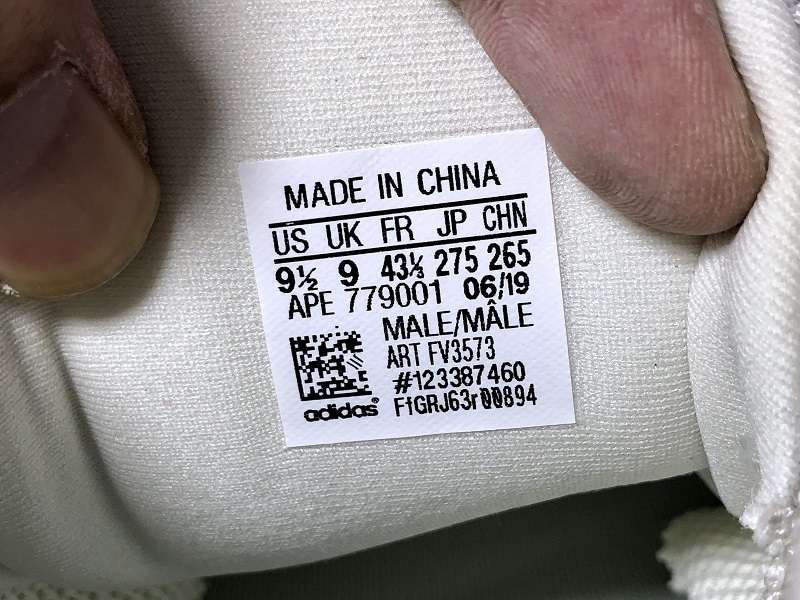 MADE IN CHINA
US UK FR JP CHN
9½ 9 43⅓ 275 265
APE 779001 06/19
MALE/MÂLE
ART FV3573
#123387460
FfGRJ63r00894
adidas